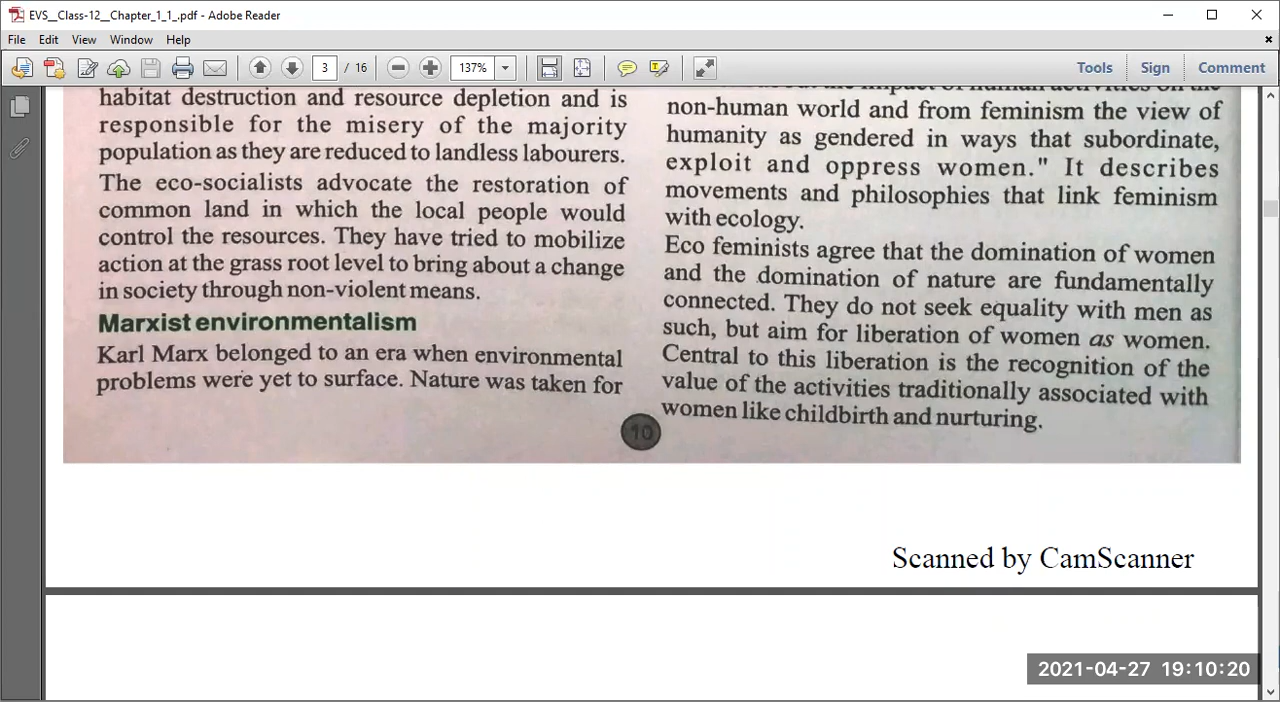 EVS__Class-12__Chapter_1_1_.pdf - Adobe Reader
File Edit View Window Help
3 / 16 137% Tools Sign Comment
habitat destruction and resource depletion and is
responsible for the misery of the majority
population as they are reduced to landless labourers.
The eco-socialists advocate the restoration of
common land in which the local people would
control the resources. They have tried to mobilize
action at the grass root level to bring about a change
in society through non-violent means.
Marxist environmentalism
Karl Marx belonged to an era when environmental
problems were yet to surface. Nature was taken for
the impact of human activities on the
non-human world and from feminism the view of
humanity as gendered in ways that subordinate,
exploit and oppress women." It describes
movements and philosophies that link feminism
with ecology.
Eco feminists agree that the domination of women
and the domination of nature are fundamentally
connected. They do not seek equality with men as
such, but aim for liberation of women as women.
Central to this liberation is the recognition of the
value of the activities traditionally associated with
women like childbirth and nurturing.
10
Scanned by CamScanner
2021-04-27 19:10:20